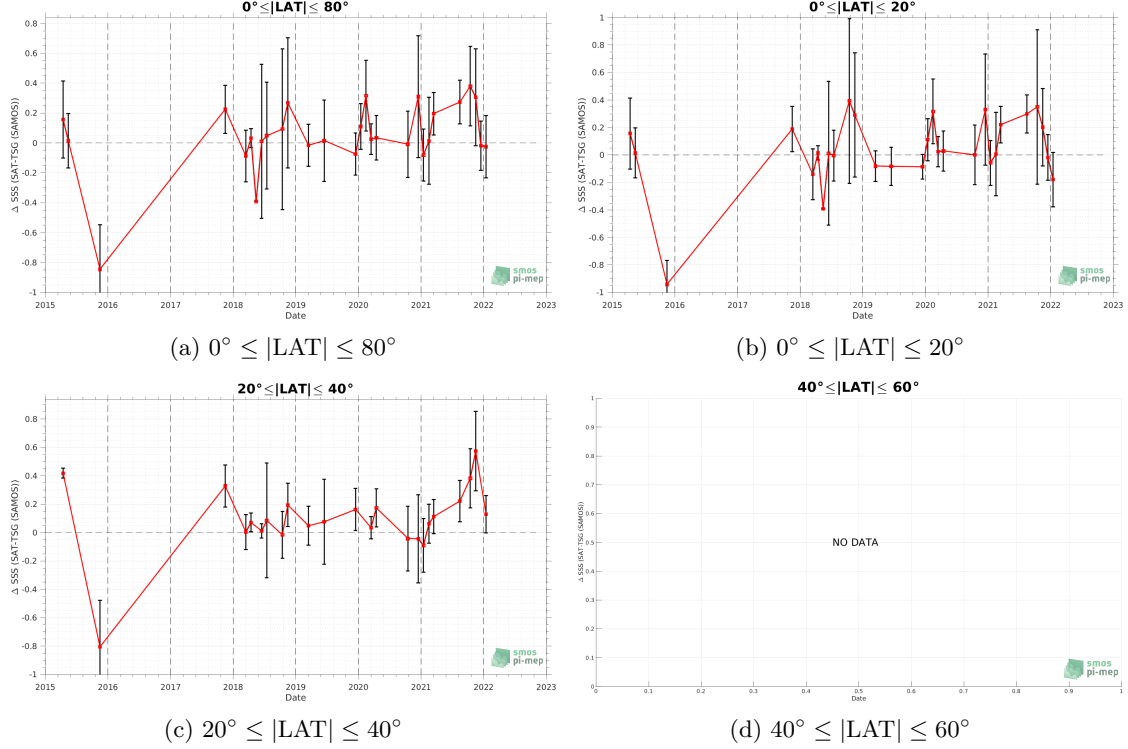 0°≤|LAT|≤ 80°
Δ SSS (SAT-TSG (SAMOS))
0.8
0.6
0.4
0.2
0
-0.2
-0.4
-0.6
-0.8
-1
2015 2016 2017 2018 2019 2020 2021 2022 2023
Date
smos
pi-mep
(a) 0° ≤ |LAT| ≤ 80°
0°≤|LAT|≤ 20°
Δ SSS (SAT-TSG (SAMOS))
1
0.8
0.6
0.4
0.2
0
-0.2
-0.4
-0.6
-0.8
-1
2015 2016 2017 2018 2019 2020 2021 2022 2023
Date
smos
pi-mep
(b) 0° ≤ |LAT| ≤ 20°
20°≤|LAT|≤ 40°
Δ SSS (SAT-TSG (SAMOS))
0.8
0.6
0.4
0.2
0
-0.2
-0.4
-0.6
-0.8
-1
2015 2016 2017 2018 2019 2020 2021 2022 2023
Date
smos
pi-mep
(c) 20° ≤ |LAT| ≤ 40°
40°≤|LAT|≤ 60°
Δ SSS (SAT-TSG (SAMOS))
1
0.9
0.8
0.7
0.6
0.5
0.4
0.3
0.2
0.1
0
NO DATA
0 0.1 0.2 0.3 0.4 0.5 0.6 0.7 0.8 0.9 1
Date
smos
pi-mep
(d) 40° ≤ |LAT| ≤ 60°